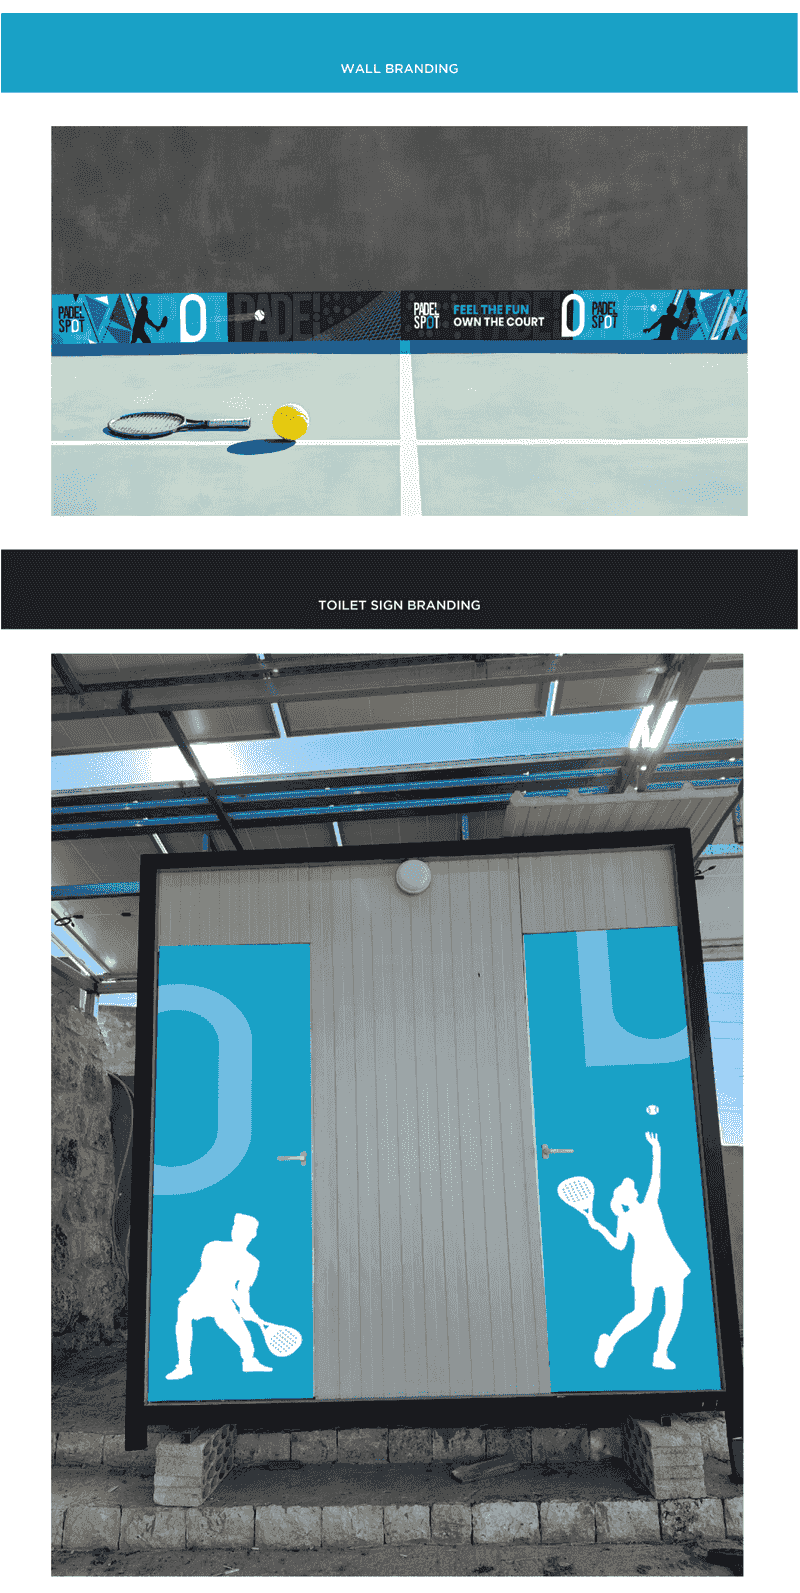 WALL BRANDING
PADEL
SPOT
D
PADEL
PADEL
SPOT
FEEL THE FUN
OWN THE COURT
D
PADEL
SPOT
TOILET SIGN BRANDING
D